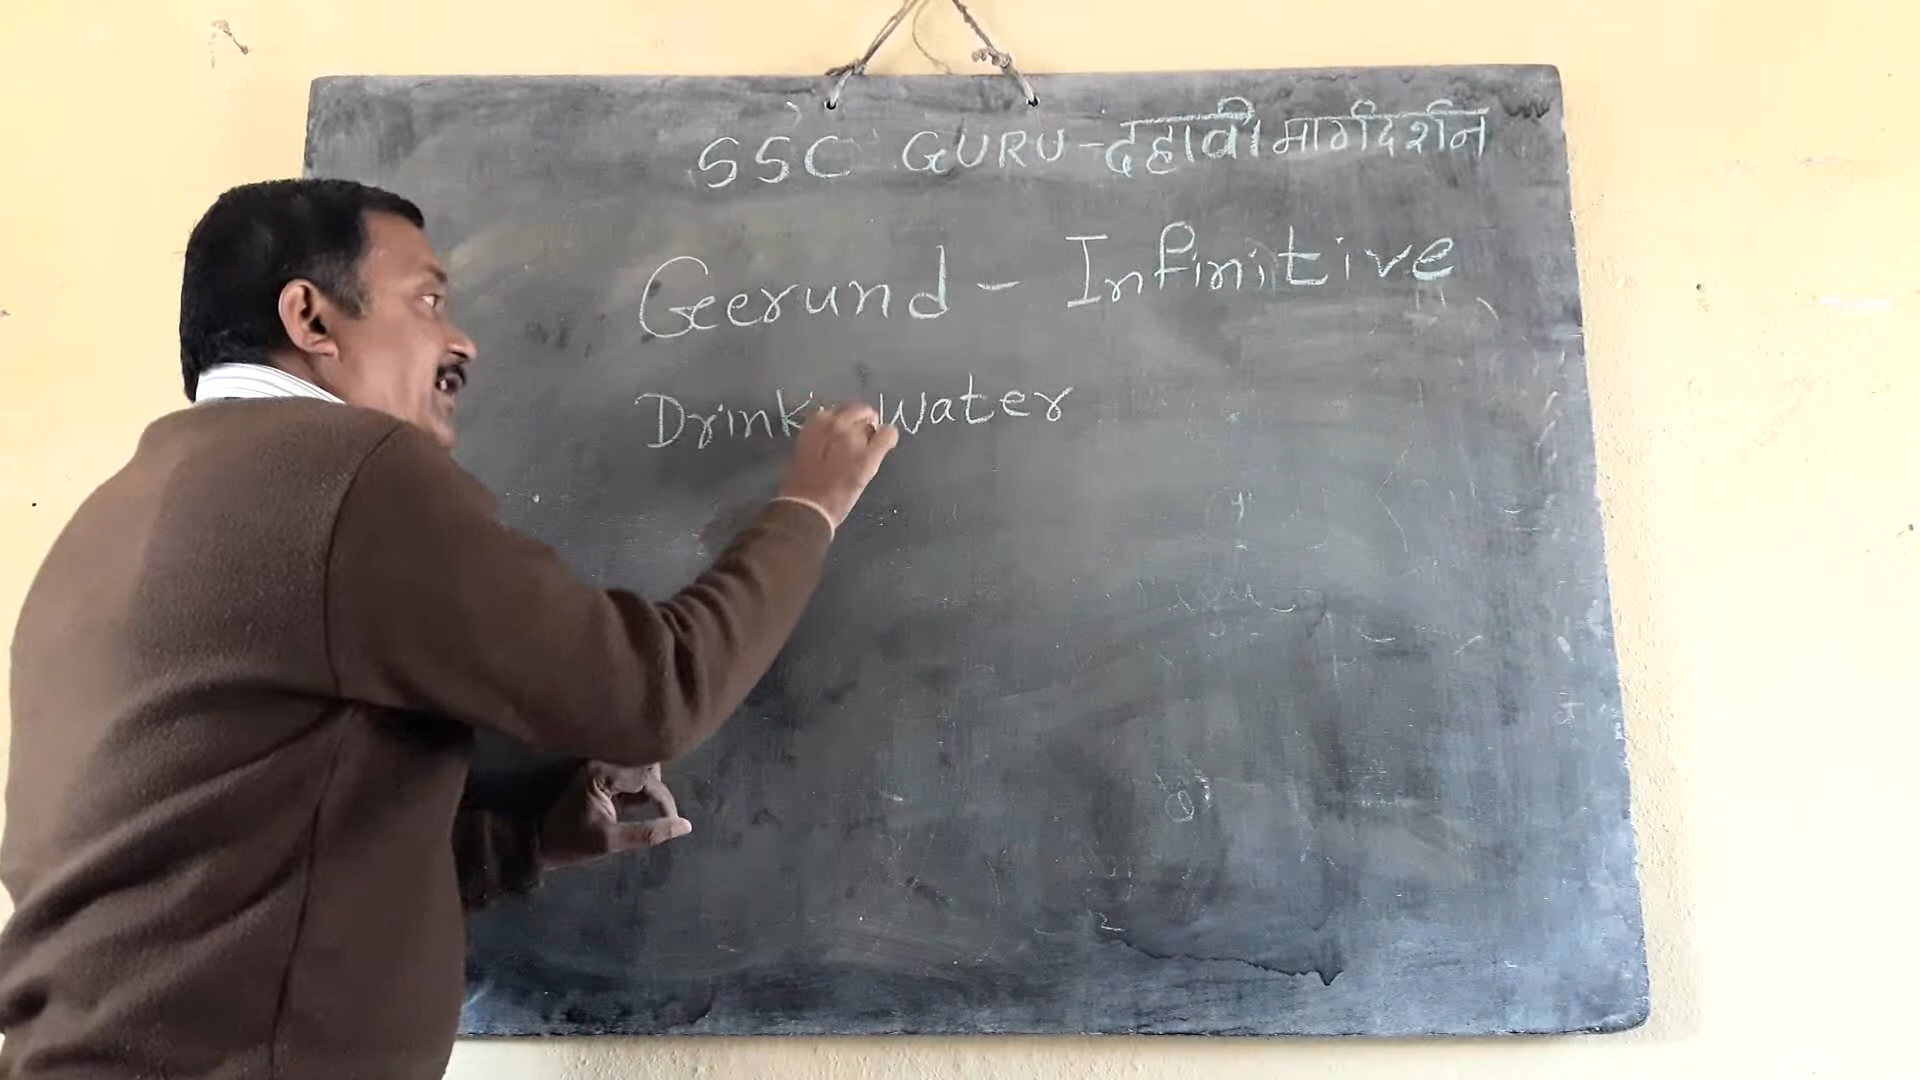 SSC GURU - दहावी मार्गदर्शन
Gerund - Infinitive
Drink Water